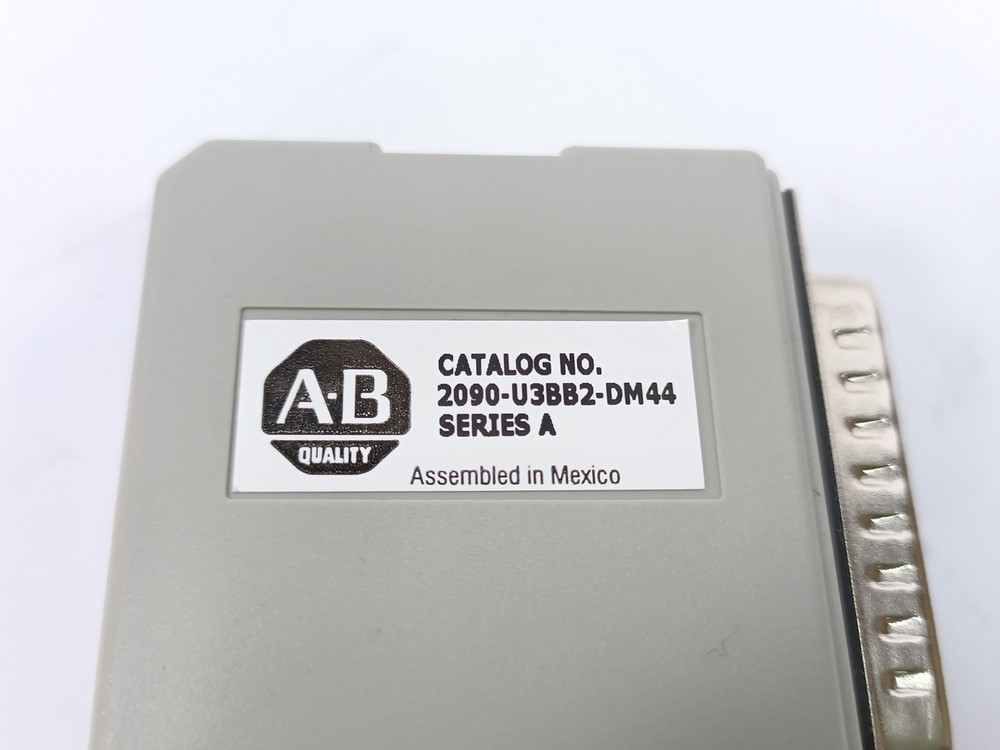 A-B
QUALITY
CATALOG NO.
2090-U3BB2-DM44
SERIES A
Assembled in Mexico